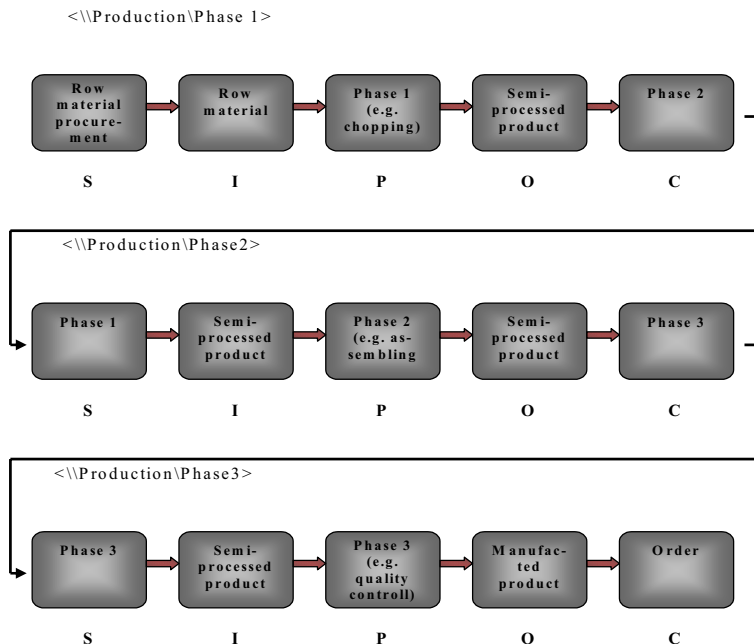 <\\Production\Phase 1>
Row
material
procure-
ment
Row
material
Phase 1
(e.g.
chopping)
Semi-
processed
product
Phase 2
S I P O C
<\\Production\Phase2>
Phase 1
Semi-
processed
product
Phase 2
(e.g. as-
sembling
Semi-
processed
product
Phase 3
S I P O C
<\\Production\Phase3>
Phase 3
Semi-
processed
product
Phase 3
(e.g.
quality
controll)
Manufac-
ted
product
Order
S I P O C